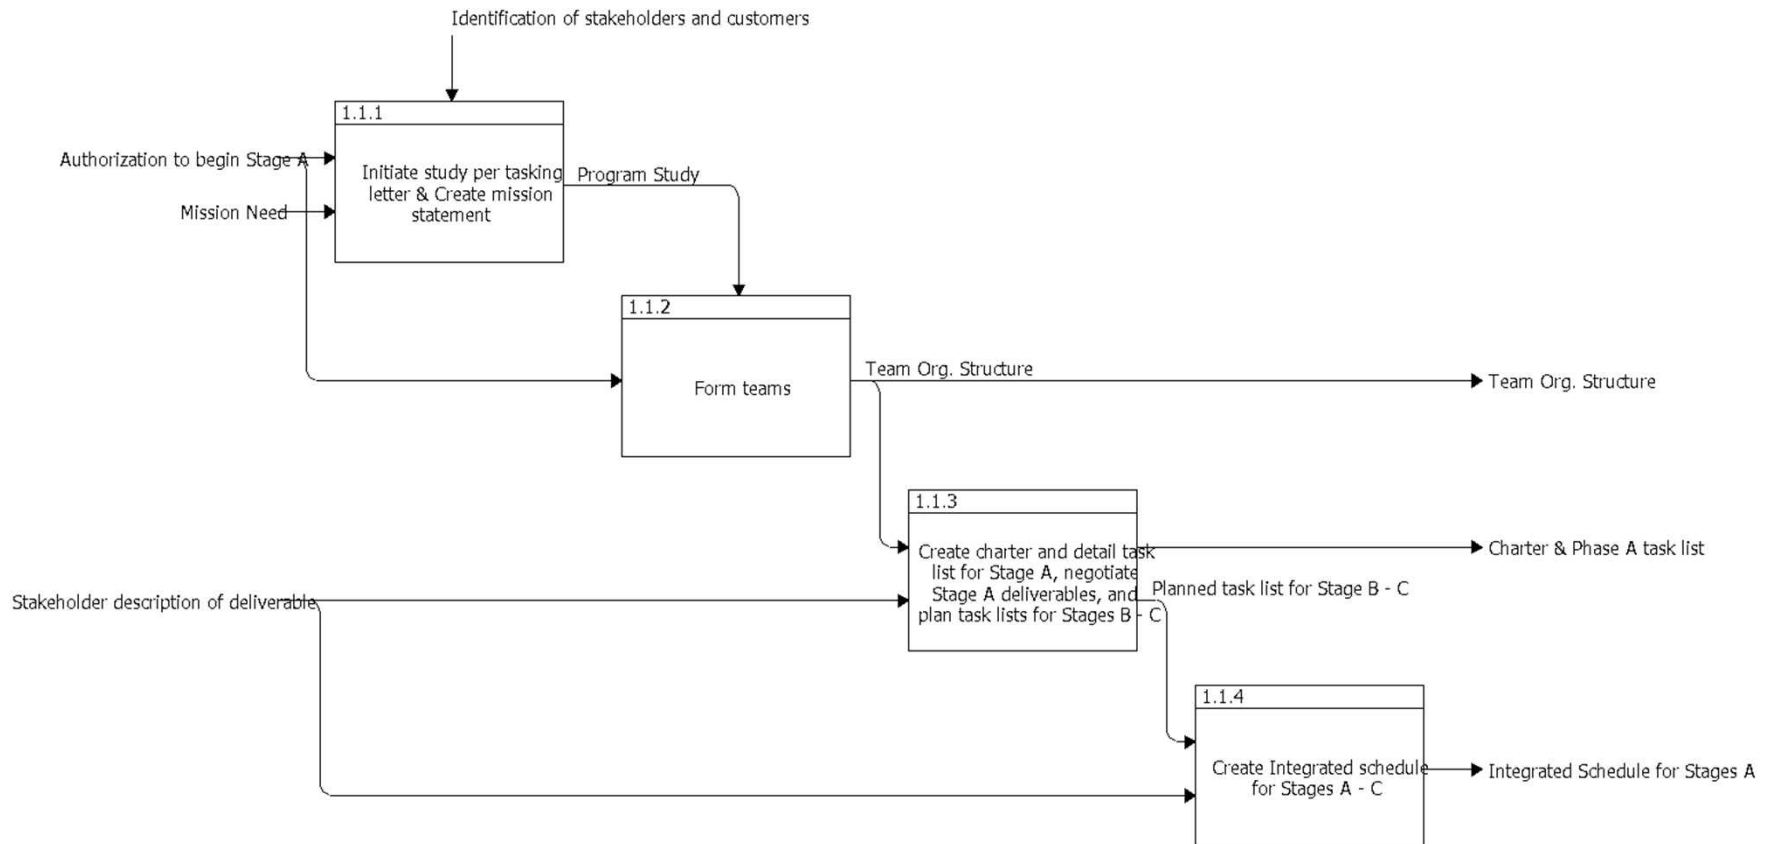 Identification of stakeholders and customers
1.1.1
Authorization to begin Stage A
Initiate study per tasking
letter & Create mission
statement
Program Study
Mission Need
1.1.2
Form teams
Team Org. Structure
Team Org. Structure
1.1.3
Create charter and detail task
list for Stage A, negotiate
Stage A deliverables, and
plan task lists for Stages B - C
Charter & Phase A task list
Planned task list for Stage B - C
Stakeholder description of deliverable
1.1.4
Create Integrated schedule
for Stages A - C
Integrated Schedule for Stages A